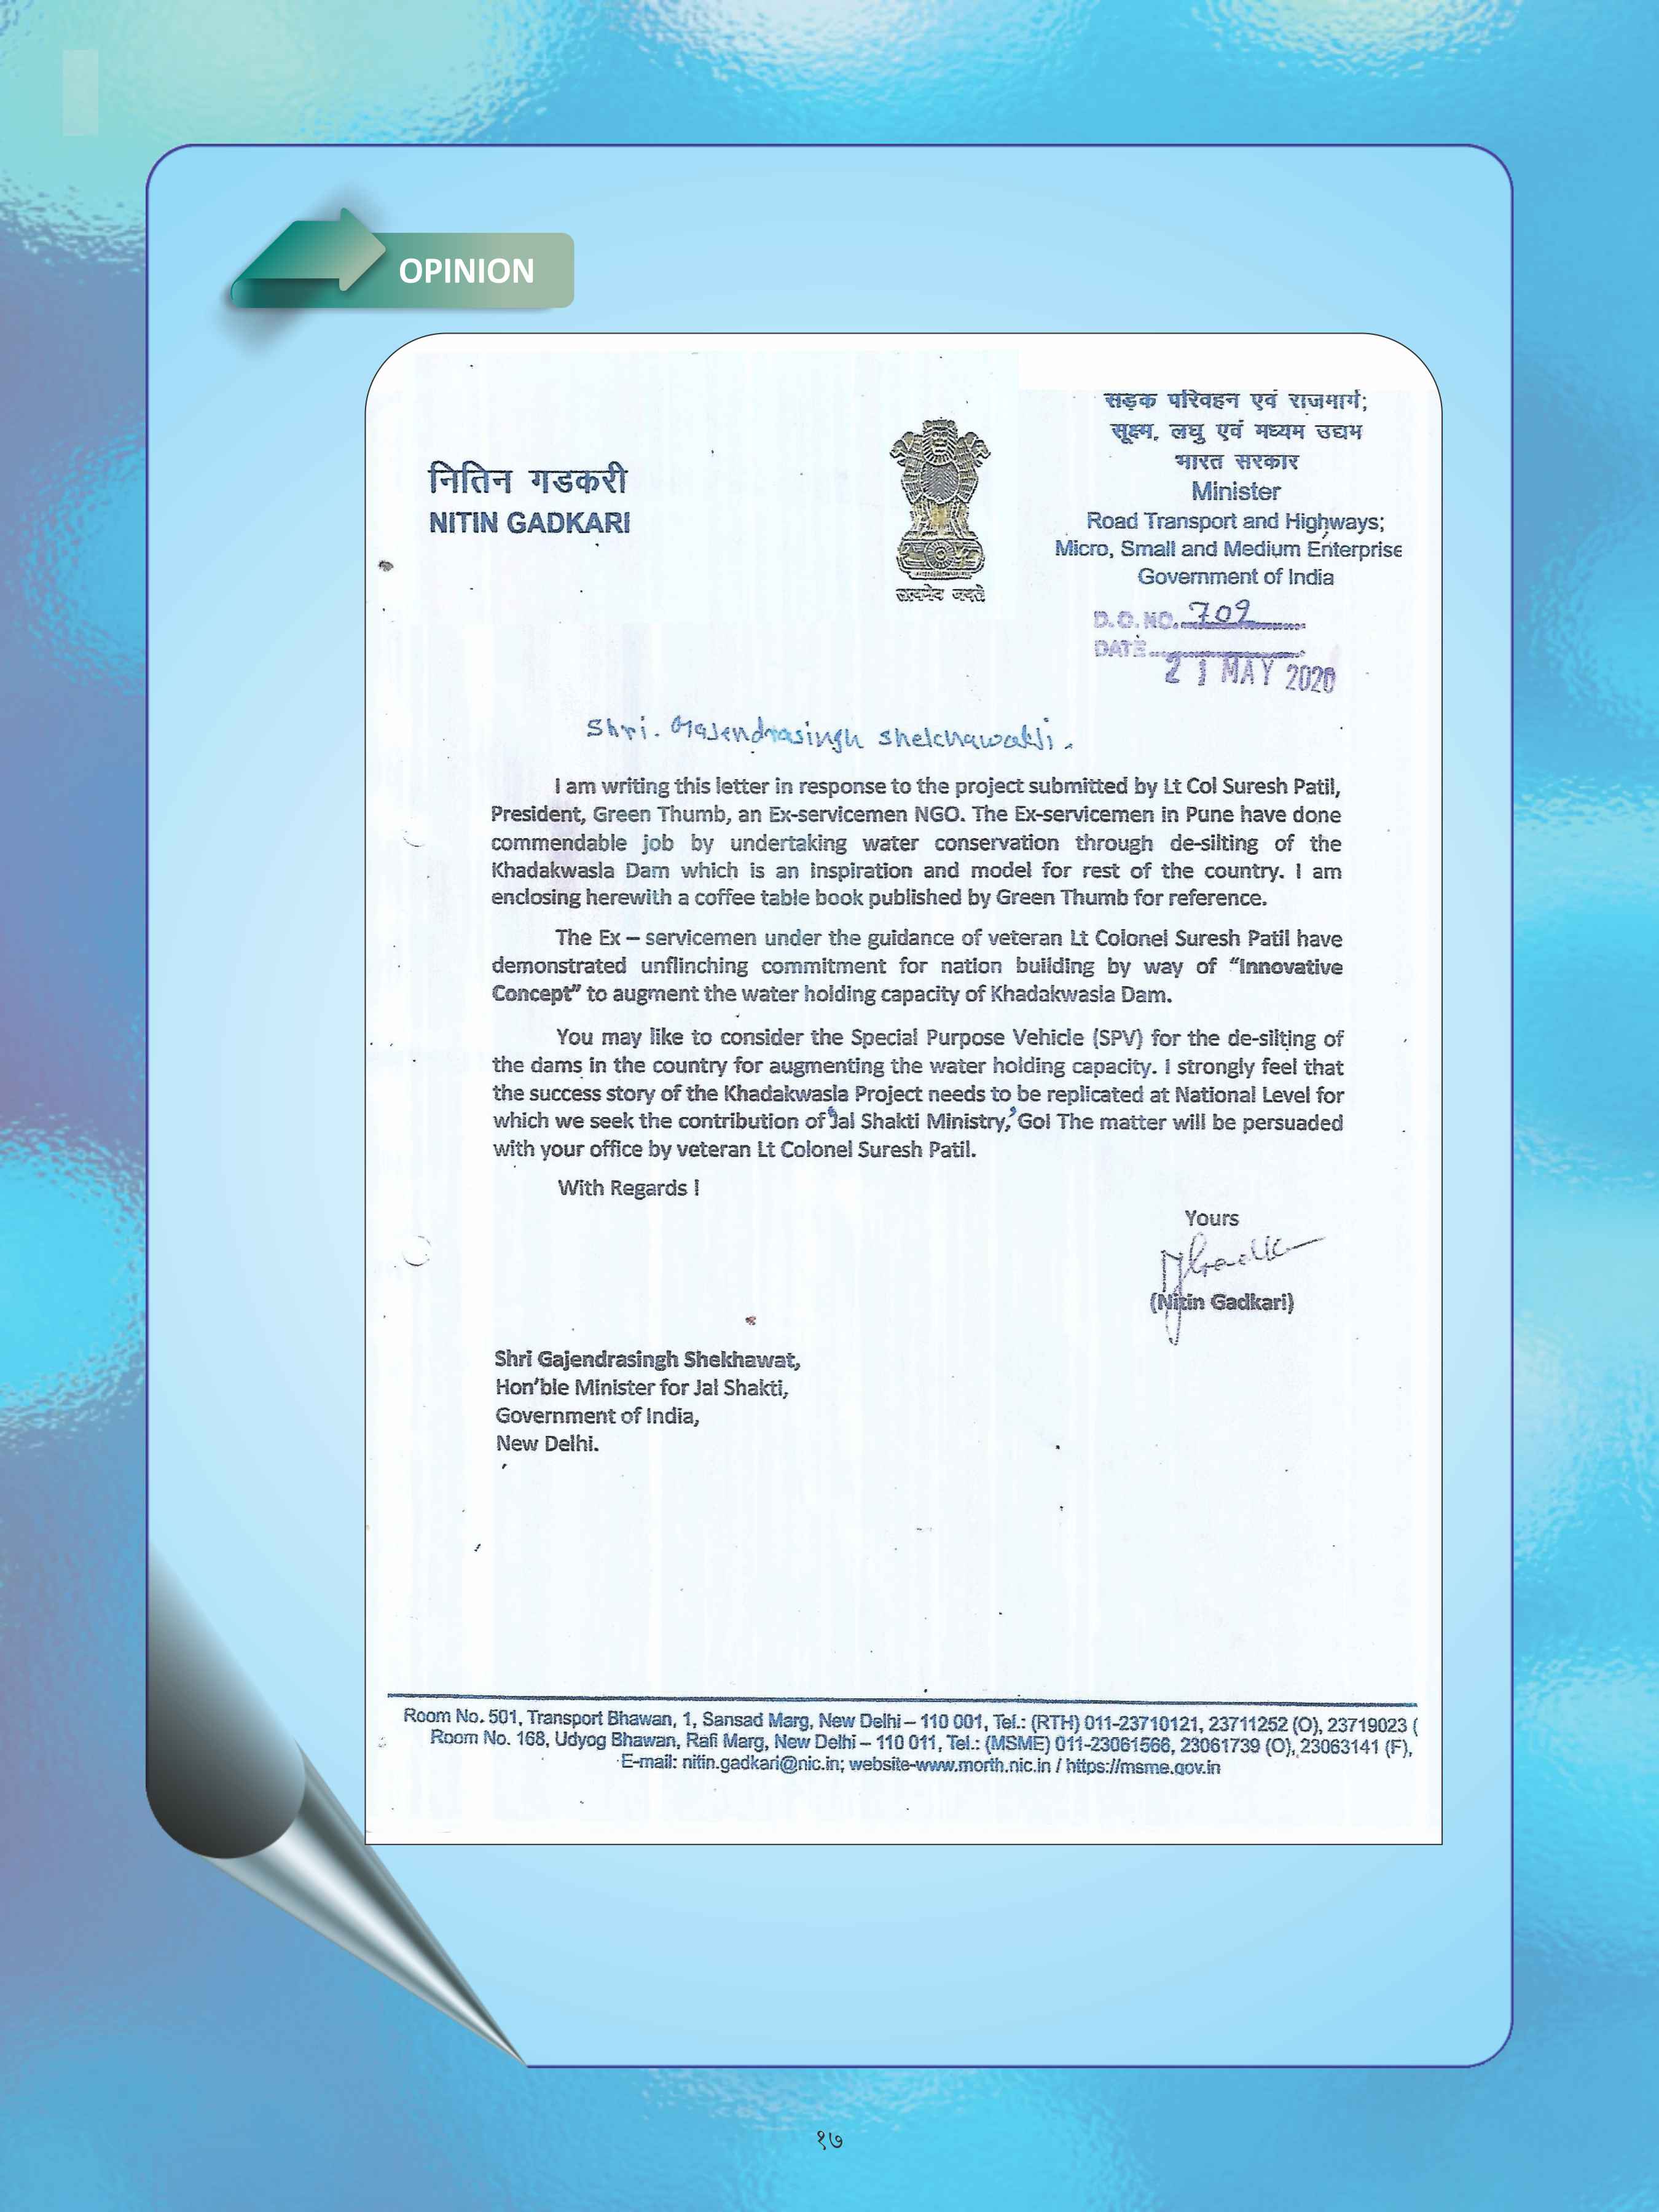 OPINION
सड़क परिवहन एवं राजमार्ग;
सूक्ष्म, लघु एवं मध्यम उद्यम
भारत सरकार
नितिन गडकरी
NITIN GADKARI
सत्यमेव जयते
Minister
Road Transport and Highways;
Micro, Small and Medium Enterprise
Government of India
D.O. NO. 709
DATE
21 MAY 2020
Shri. Gajendrasingh Shekhawatji.
I am writing this letter in response to the project submitted by Lt Col Suresh Patil,
President, Green Thumb, an Ex-servicemen NGO. The Ex-servicemen in Pune have done
commendable job by undertaking water conservation through de-silting of the
Khadakwasla Dam which is an inspiration and model for rest of the country. I am
enclosing herewith a coffee table book published by Green Thumb for reference.
The Ex – servicemen under the guidance of veteran Lt Colonel Suresh Patil have
demonstrated unflinching commitment for nation building by way of “Innovative
Concept” to augment the water holding capacity of Khadakwasla Dam.
You may like to consider the Special Purpose Vehicle (SPV) for the de-silting of
the dams in the country for augmenting the water holding capacity. I strongly feel that
the success story of the Khadakwasla Project needs to be replicated at National Level for
which we seek the contribution of ‘Jal Shakti Ministry,’ GoI The matter will be persuaded
with your office by veteran Lt Colonel Suresh Patil.
With Regards !
Yours
(Nitin Gadkari)
Shri Gajendrasingh Shekhawat,
Hon’ble Minister for Jal Shakti,
Government of India,
New Delhi.
Room No. 501, Transport Bhawan, 1, Sansad Marg, New Delhi – 110 001, Tel.: (RTH) 011-23710121, 23711252 (O), 23719023 (
Room No. 168, Udyog Bhawan, Rafi Marg, New Delhi – 110 011, Tel.: (MSME) 011-23061566, 23061739 (O), 23063141 (F),
E-mail: nitin.gadkari@nic.in; website-www.morth.nic.in / https://msme.gov.in
१७